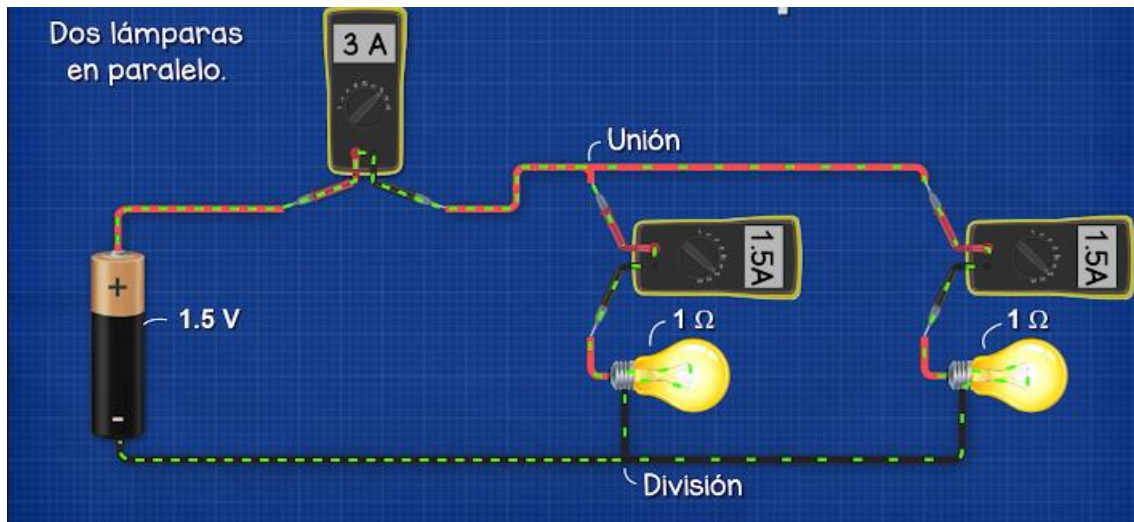 Dos lámparas
en paralelo.
3 A
Unión
1.5A
1.5A
+
1.5 V
1 Ω
1 Ω
-
División